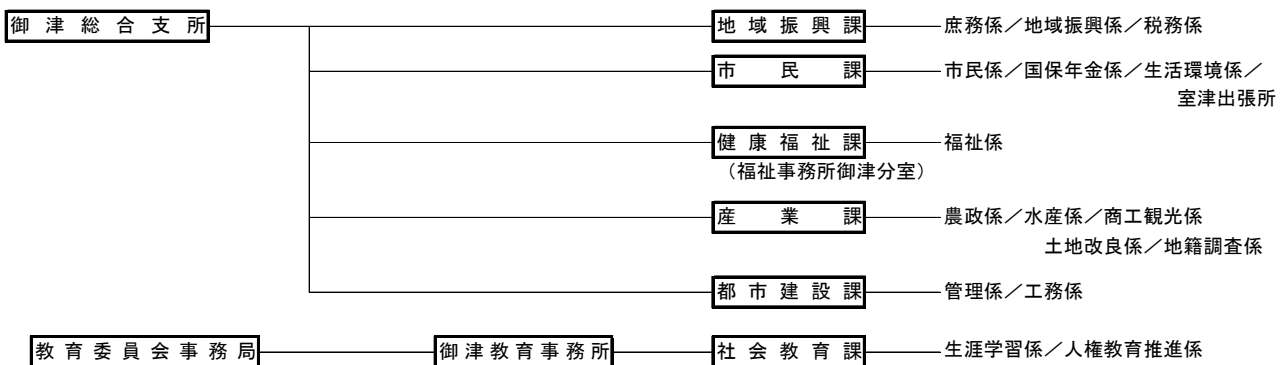 御津総合支所 地域振興課 庶務係／地域振興係／税務係
市民課 市民係／国保年金係／生活環境係／
室津出張所
健康福祉課 福祉係
（福祉事務所御津分室）
産業課 農政係／水産係／商工観光係
土地改良係／地籍調査係
都市建設課 管理係／工務係
教育委員会事務局 御津教育事務所 社会教育課 生涯学習係／人権教育推進係